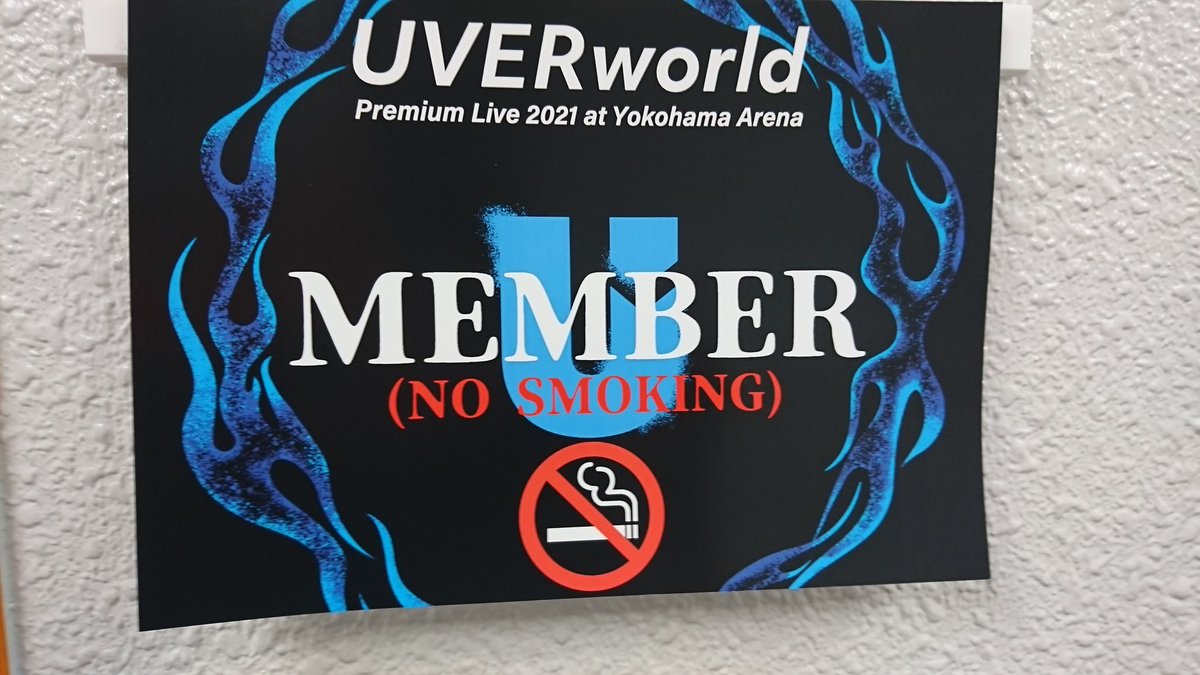 UVERworld
Premium Live 2021 at Yokohama Arena
U
MEMBER
(NO SMOKING)